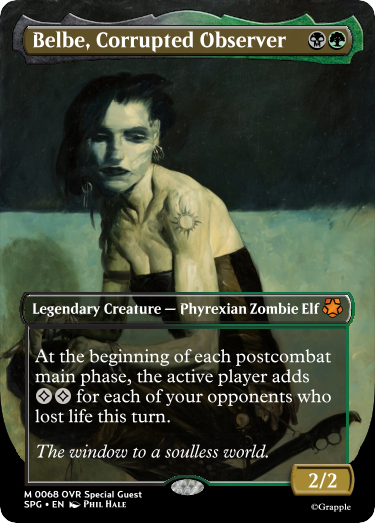 Belbe, Corrupted Observer
Legendary Creature — Phyrexian Zombie Elf
At the beginning of each postcombat
main phase, the active player adds
for each of your opponents who
lost life this turn.
The window to a soulless world.
2/2
M 0068 OVR Special Guest
SPG • EN Phil Hale
©Grapple